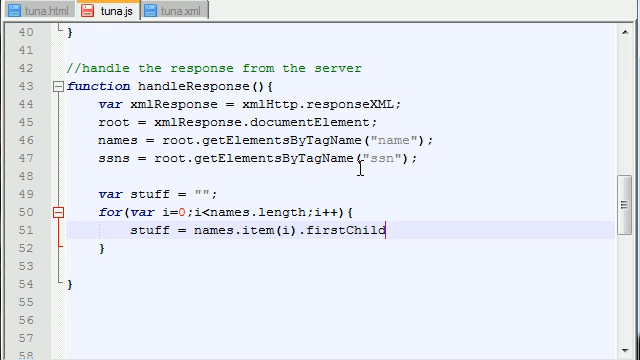 tuna.html tuna.js tuna.xml
40 }
41
42 //handle the response from the server
43 function handleResponse(){
44 var xmlResponse = xmlHttp.responseXML;
45 root = xmlResponse.documentElement;
46 names = root.getElementsByTagName("name");
47 ssns = root.getElementsByTagName("ssn");
48
49 var stuff = "";
50 for(var i=0;i<names.length;i++){
51 stuff = names.item(i).firstChild
52 }
53
54 }
55
56
57
58